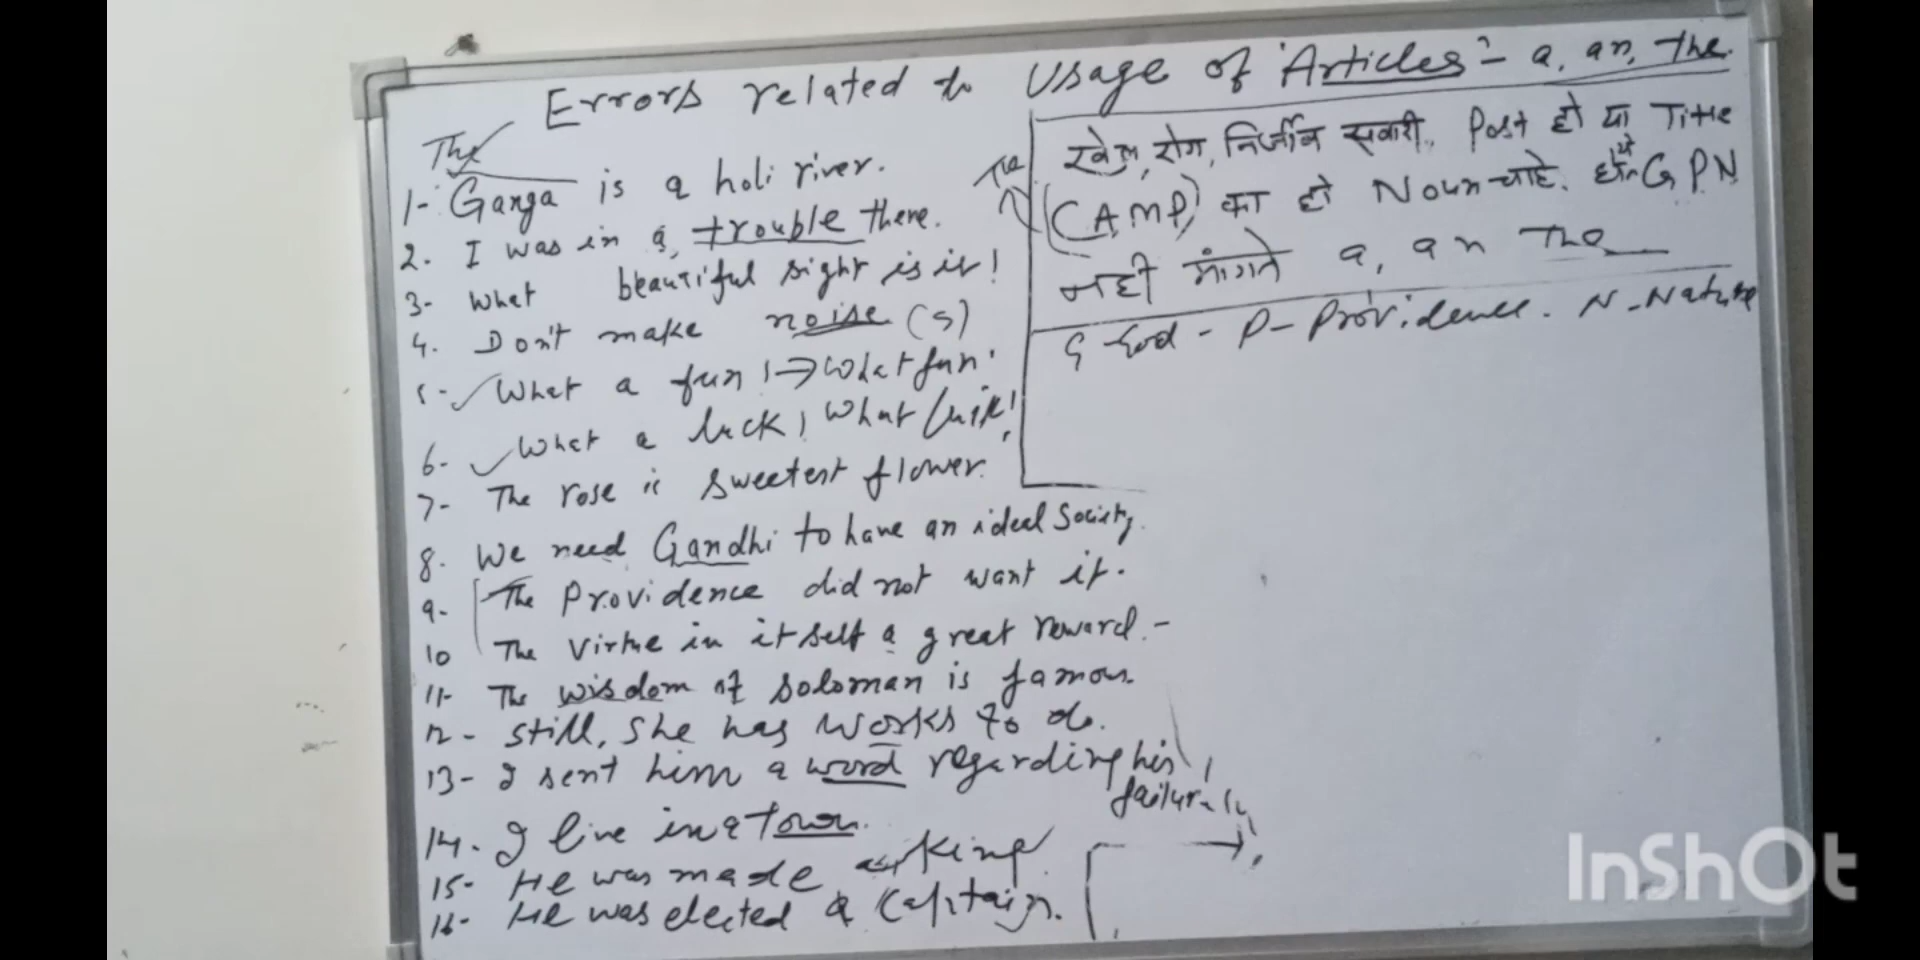 Errors related to Usage of Articles - a, an, the.
The
1- Ganga is a holi river.
2. I was in a trouble there.
3- What beautiful sight is it!
4. Don't make noise (s)
5- What a fun! → What fun!
6- What a luck! What luck!
7- The rose is sweetest flower.
8. We need Gandhi to have an ideal society.
9- The Providence did not want it.
10 The virtue in itself a great reward.-
11- The wisdom of Soloman is famous.
12- Still, She has works to do.
13- I sent him a word regarding his
failure.
14. I live in a town.
15- He was made king
16- He was elected a Captain.
The
खेल, रोग, निर्जीव सवारी, Post हो या Title
(CAMP) का हो Noun चाहे, GPN
नहीं मांगते a, an The
G God - P- Providence. N-Nature
InShOt